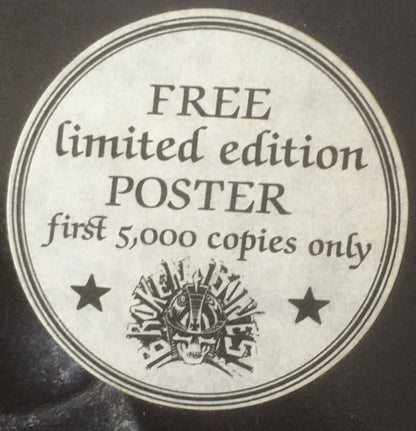 FREE
limited edition
POSTER
first 5,000 copies only
BROKEN BONES